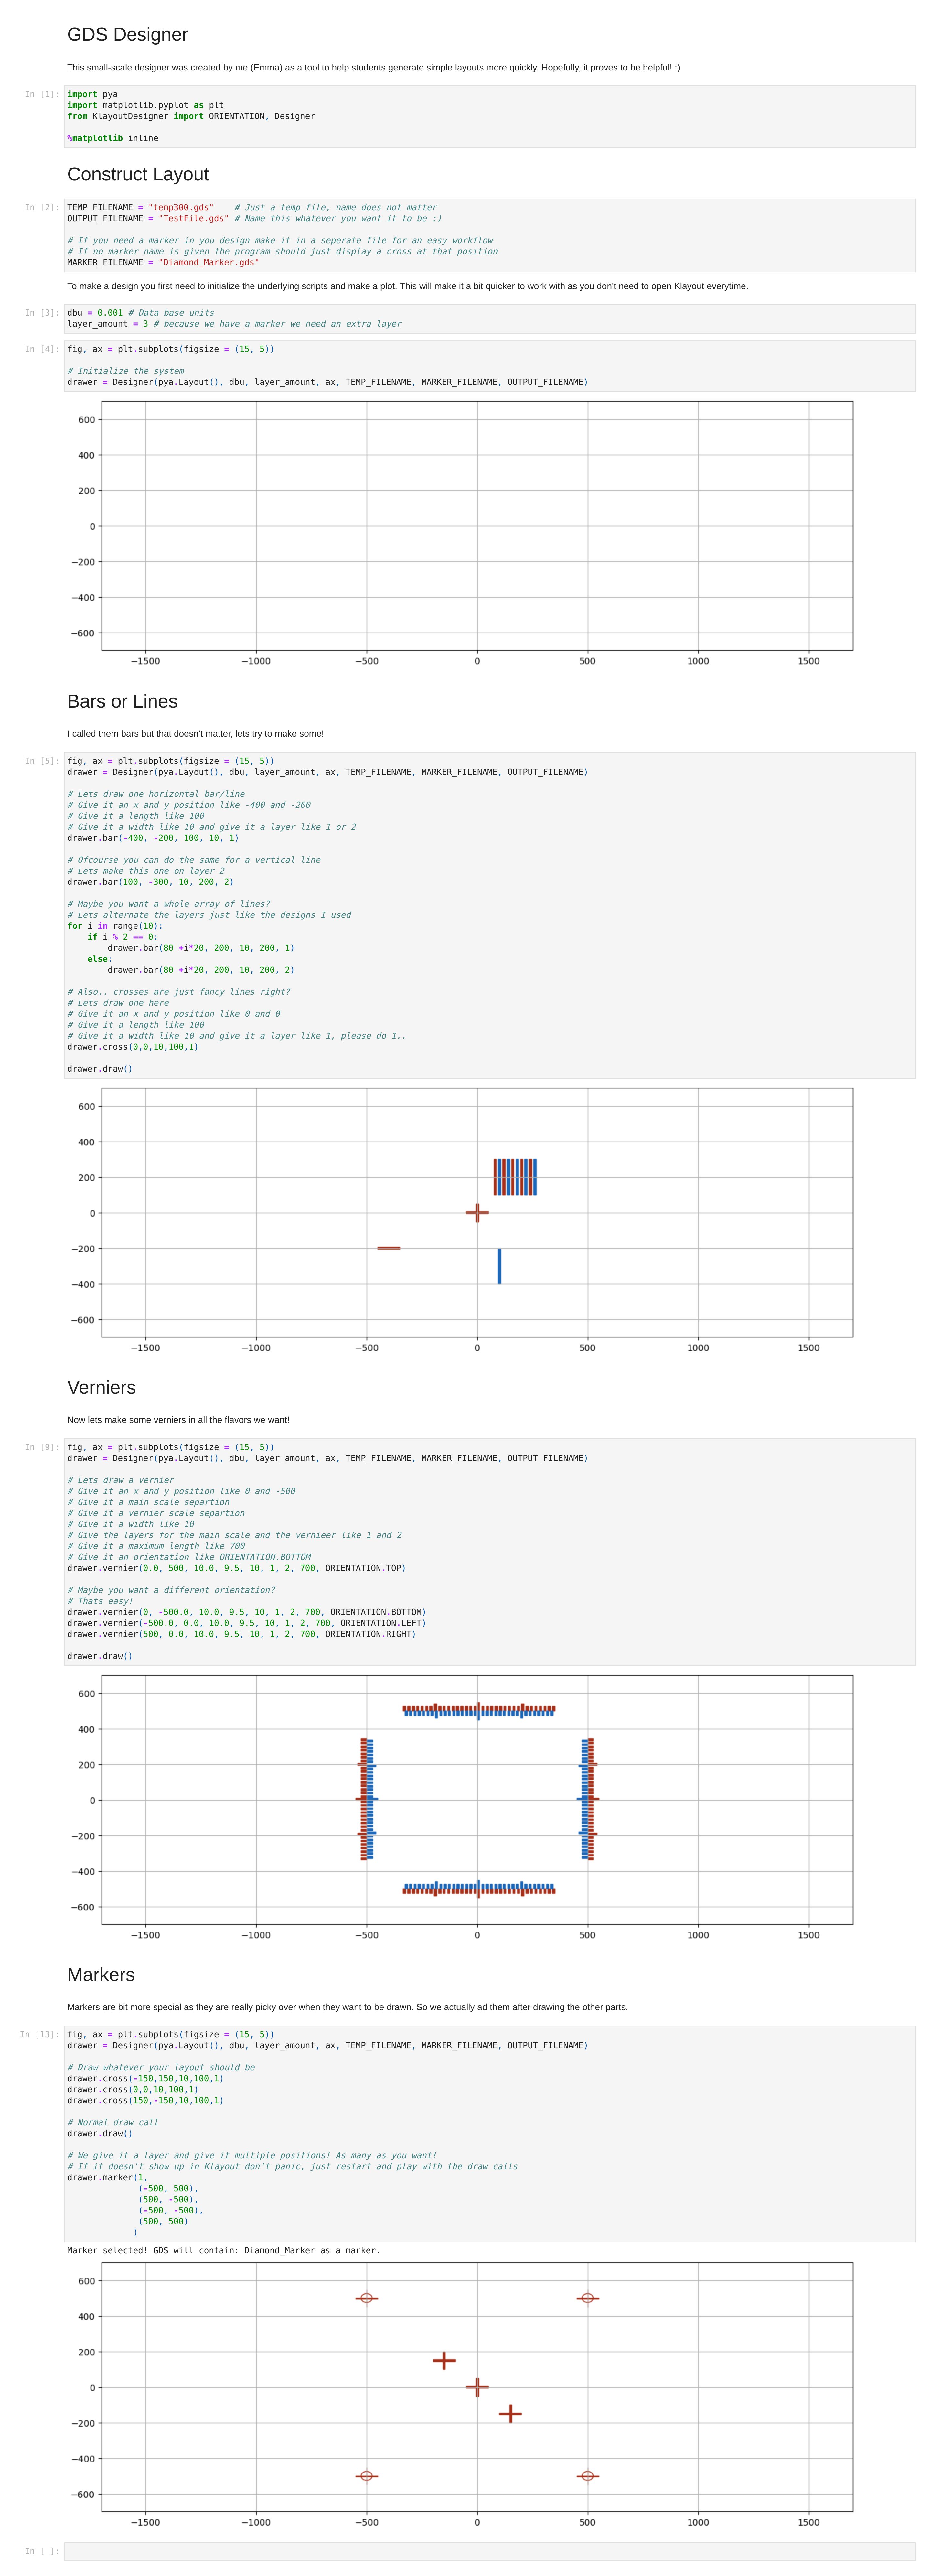 GDS Designer
This small-scale designer was created by me (Emma) as a tool to help students generate simple layouts more quickly. Hopefully, it proves to be helpful! :)
In [1]:
import pya
import matplotlib.pyplot as plt
from KlayoutDesigner import ORIENTATION, Designer
%matplotlib inline
Construct Layout
In [2]:
TEMP_FILENAME = "temp300.gds"    # Just a temp file, name does not matter
OUTPUT_FILENAME = "TestFile.gds" # Name this whatever you want it to be :)
# If you need a marker in you design make it in a seperate file for an easy workflow
# If no marker name is given the program should just display a cross at that position
MARKER_FILENAME = "Diamond_Marker.gds"
To make a design you first need to initialize the underlying scripts and make a plot. This will make it a bit quicker to work with as you don't need to open Klayout everytime.
In [3]:
dbu = 0.001 # Data base units
layer_amount = 3 # because we have a marker we need an extra layer
In [4]:
fig, ax = plt.subplots(figsize = (15, 5))
# Initialize the system
drawer = Designer(pya.Layout(), dbu, layer_amount, ax, TEMP_FILENAME, MARKER_FILENAME, OUTPUT_FILENAME)
600
400
200
0
−200
−400
−600
−1500 −1000 −500 0 500 1000 1500
Bars or Lines
I called them bars but that doesn't matter, lets try to make some!
In [5]:
fig, ax = plt.subplots(figsize = (15, 5))
drawer = Designer(pya.Layout(), dbu, layer_amount, ax, TEMP_FILENAME, MARKER_FILENAME, OUTPUT_FILENAME)
# Lets draw one horizontal bar/line
# Give it an x and y position like -400 and -200
# Give it a length like 100
# Give it a width like 10 and give it a layer like 1 or 2
drawer.bar(-400, -200, 100, 10, 1)
# Ofcourse you can do the same for a vertical line
# Lets make this one on layer 2
drawer.bar(100, -300, 10, 200, 2)
# Maybe you want a whole array of lines?
# Lets alternate the layers just like the designs I used
for i in range(10):
    if i % 2 == 0:
        drawer.bar(80 +i*20, 200, 10, 200, 1)
    else:
        drawer.bar(80 +i*20, 200, 10, 200, 2)
# Also.. crosses are just fancy lines right?
# Lets draw one here
# Give it an x and y position like 0 and 0
# Give it a length like 100
# Give it a width like 10 and give it a layer like 1, please do 1..
drawer.cross(0,0,10,100,1)
drawer.draw()
600
400
200
0
−200
−400
−600
−1500 −1000 −500 0 500 1000 1500
Verniers
Now lets make some verniers in all the flavors we want!
In [9]:
fig, ax = plt.subplots(figsize = (15, 5))
drawer = Designer(pya.Layout(), dbu, layer_amount, ax, TEMP_FILENAME, MARKER_FILENAME, OUTPUT_FILENAME)
# Lets draw a vernier
# Give it an x and y position like 0 and -500
# Give it a main scale separtion
# Give it a vernier scale separtion
# Give it a width like 10
# Give the layers for the main scale and the vernieer like 1 and 2
# Give it a maximum length like 700
# Give it an orientation like ORIENTATION.BOTTOM
drawer.vernier(0.0, 500, 10.0, 9.5, 10, 1, 2, 700, ORIENTATION.TOP)
# Maybe you want a different orientation?
# Thats easy!
drawer.vernier(0, -500.0, 10.0, 9.5, 10, 1, 2, 700, ORIENTATION.BOTTOM)
drawer.vernier(-500.0, 0.0, 10.0, 9.5, 10, 1, 2, 700, ORIENTATION.LEFT)
drawer.vernier(500, 0.0, 10.0, 9.5, 10, 1, 2, 700, ORIENTATION.RIGHT)
drawer.draw()
600
400
200
0
−200
−400
−600
−1500 −1000 −500 0 500 1000 1500
Markers
Markers are bit more special as they are really picky over when they want to be drawn. So we actually ad them after drawing the other parts.
In [13]:
fig, ax = plt.subplots(figsize = (15, 5))
drawer = Designer(pya.Layout(), dbu, layer_amount, ax, TEMP_FILENAME, MARKER_FILENAME, OUTPUT_FILENAME)
# Draw whatever your layout should be
drawer.cross(-150,150,10,100,1)
drawer.cross(0,0,10,100,1)
drawer.cross(150,-150,10,100,1)
# Normal draw call
drawer.draw()
# We give it a layer and give it multiple positions! As many as you want!
# If it doesn't show up in Klayout don't panic, just restart and play with the draw calls
drawer.marker(1,
              (-500, 500),
              (500, -500),
              (-500, -500),
              (500, 500)
             )
Marker selected! GDS will contain: Diamond_Marker as a marker.
600
400
200
0
−200
−400
−600
−1500 −1000 −500 0 500 1000 1500
In [ ]: